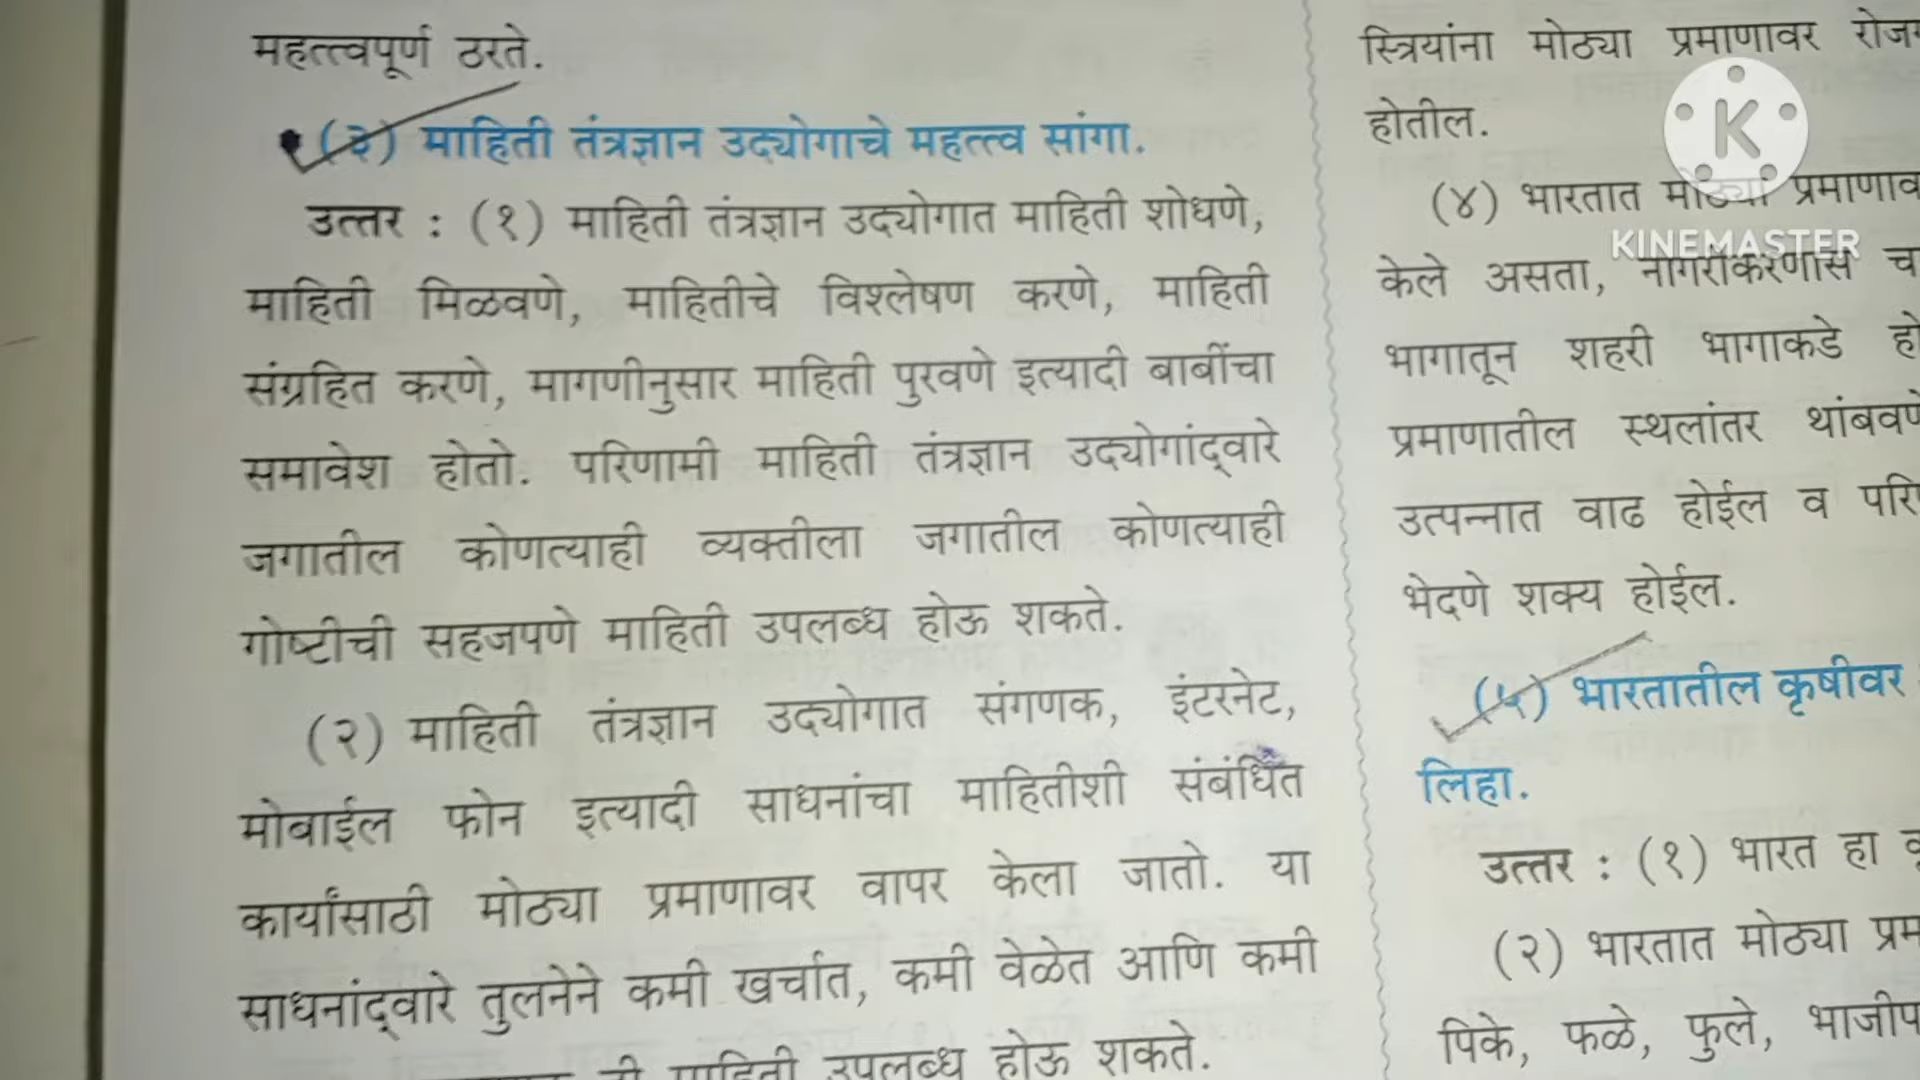 महत्त्वपूर्ण ठरते.
(३) माहिती तंत्रज्ञान उद्योगाचे महत्त्व सांगा.
उत्तर : (१) माहिती तंत्रज्ञान उद्योगात माहिती शोधणे,
माहिती मिळवणे, माहितीचे विश्लेषण करणे, माहिती
संग्रहित करणे, मागणीनुसार माहिती पुरवणे इत्यादी बाबींचा
समावेश होतो. परिणामी माहिती तंत्रज्ञान उद्योगांद्वारे
जगातील कोणत्याही व्यक्तीला जगातील कोणत्याही
गोष्टीची सहजपणे माहिती उपलब्ध होऊ शकते.
(२) माहिती तंत्रज्ञान उद्योगात संगणक, इंटरनेट,
मोबाईल फोन इत्यादी साधनांचा माहितीशी संबंधित
कार्यांसाठी मोठ्या प्रमाणावर वापर केला जातो. या
साधनांद्वारे तुलनेने कमी खर्चात, कमी वेळेत आणि कमी
माहिती उपलब्ध होऊ शकते.
स्त्रियांना मोठ्या प्रमाणावर
होतील.
(४) भारतात मोठ्या
केले असता, नागरीकरणास
भागातून शहरी भागाकडे
प्रमाणातील स्थलांतर
उत्पन्नात वाढ होईल व
भेदणे शक्य होईल.
(५) भारतातील कृषीवर
लिहा.
उत्तर : (१) भारत हा
(२) भारतात मोठ्या
पिके, फळे, फुले,
K
KINEMASTER